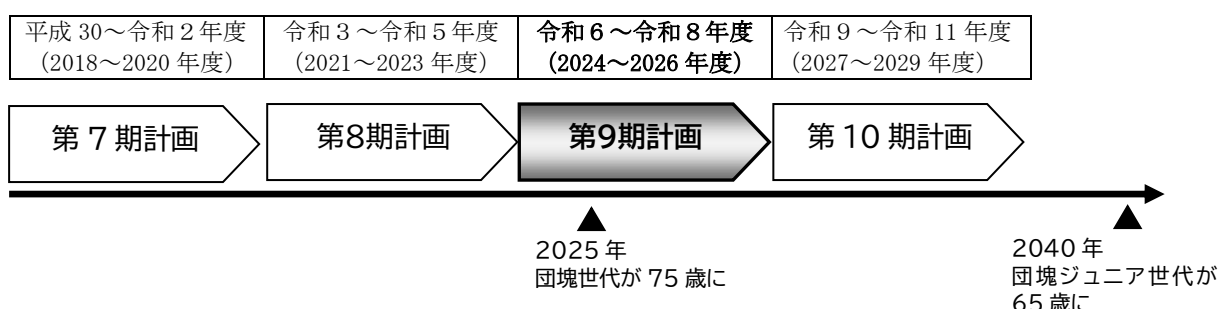 平成 30～令和２年度
（2018～2020 年度）
令和３～令和５年度
（2021～2023 年度）
令和６～令和８年度
（2024～2026 年度）
令和９～令和 11 年度
（2027～2029 年度）
第 7 期計画
第8期計画
第9期計画
第 10 期計画
2025 年
団塊世代が 75 歳に
2040 年
団塊ジュニア世代が
65 歳に